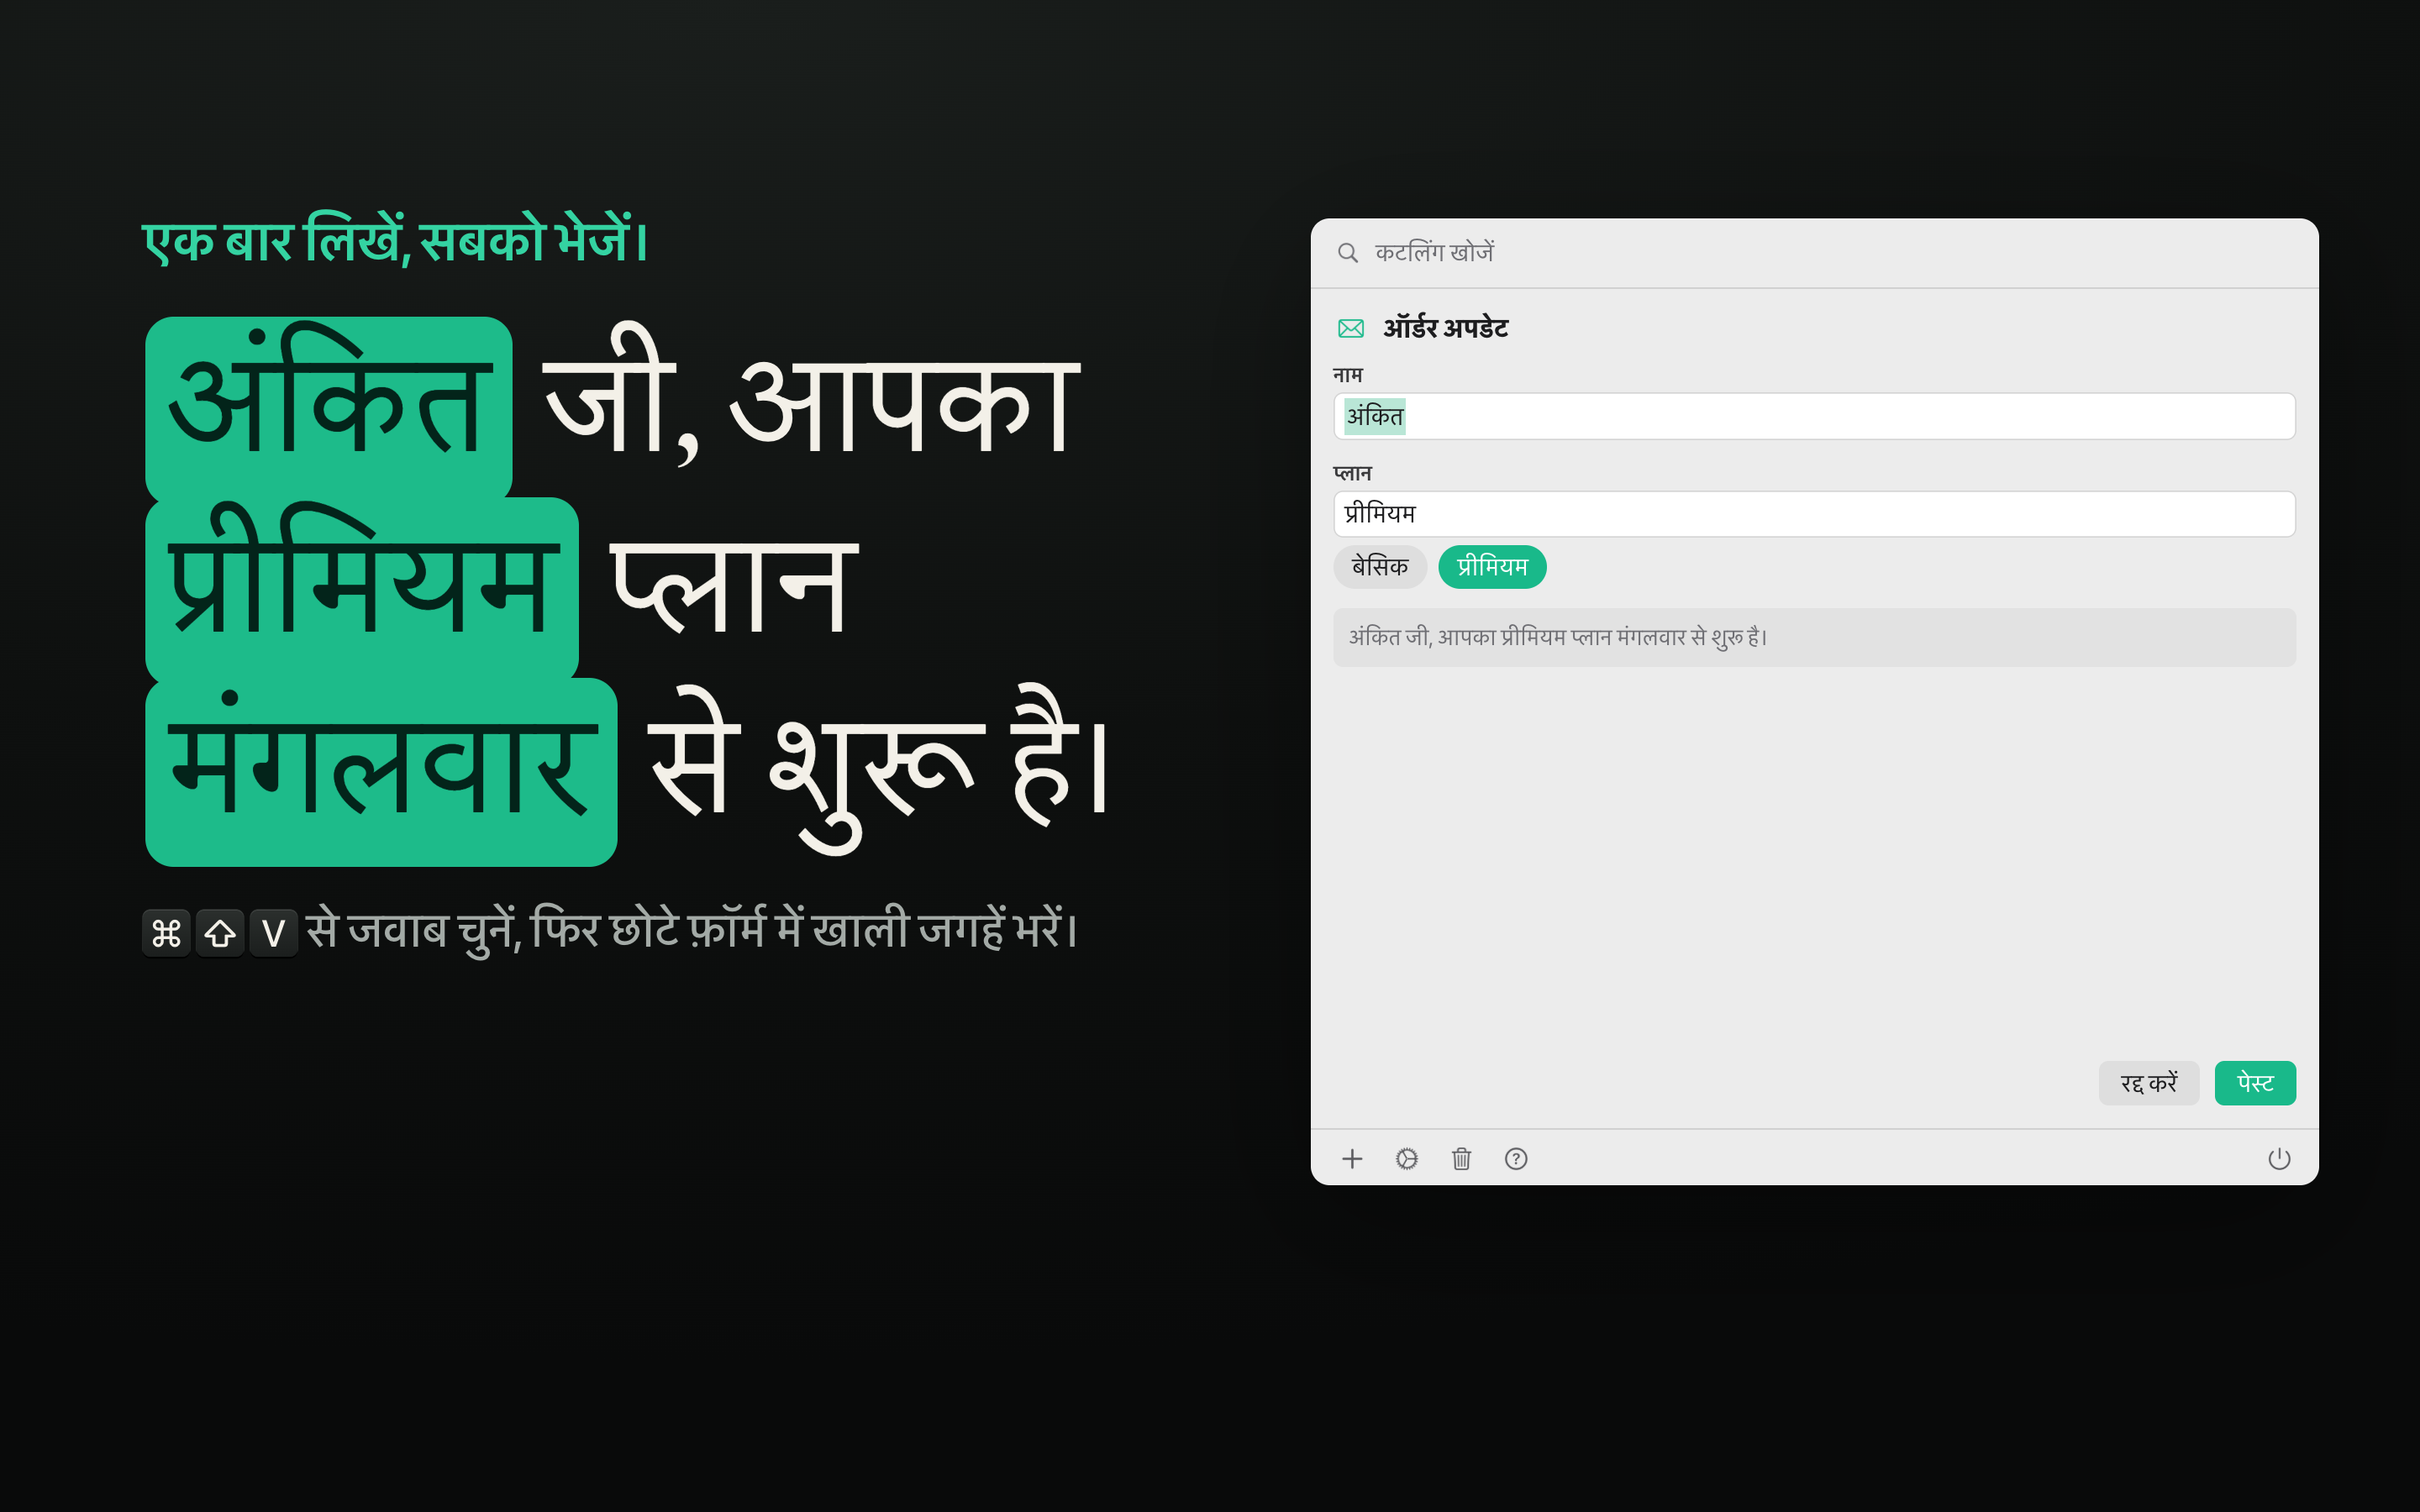 एक बार लिखें, सबको भेजें।
अंकित जी, आपका
प्रीमियम प्लान
मंगलवार से शुरू है।
⌘ ⇧ V से जवाब चुनें, फिर छोटे फ़ॉर्म में खाली जगहें भरें।
कटलिंग खोजें
ऑर्डर अपडेट
नाम
अंकित
प्लान
प्रीमियम
बेसिक प्रीमियम
अंकित जी, आपका प्रीमियम प्लान मंगलवार से शुरू है।
रद्द करें पेस्ट